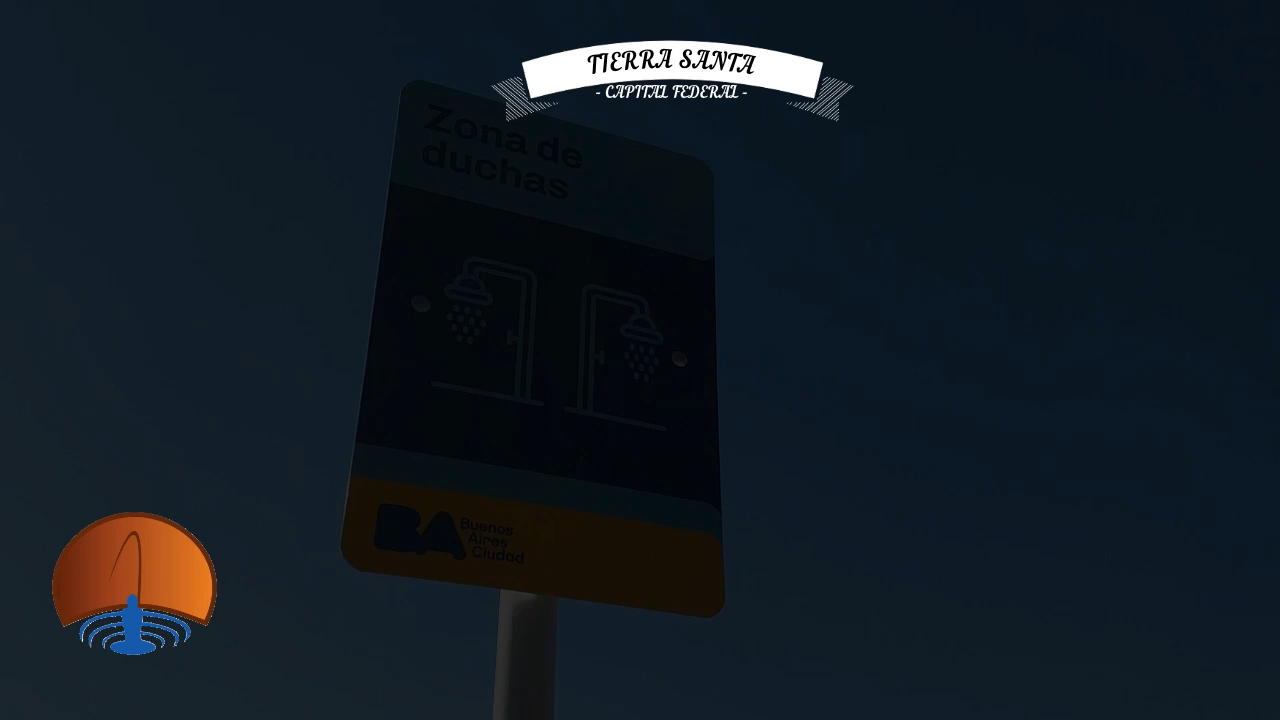 TIERRA SANTA
- CAPITAL FEDERAL -
Zona de
duchas
BA
Buenos
Aires
Ciudad